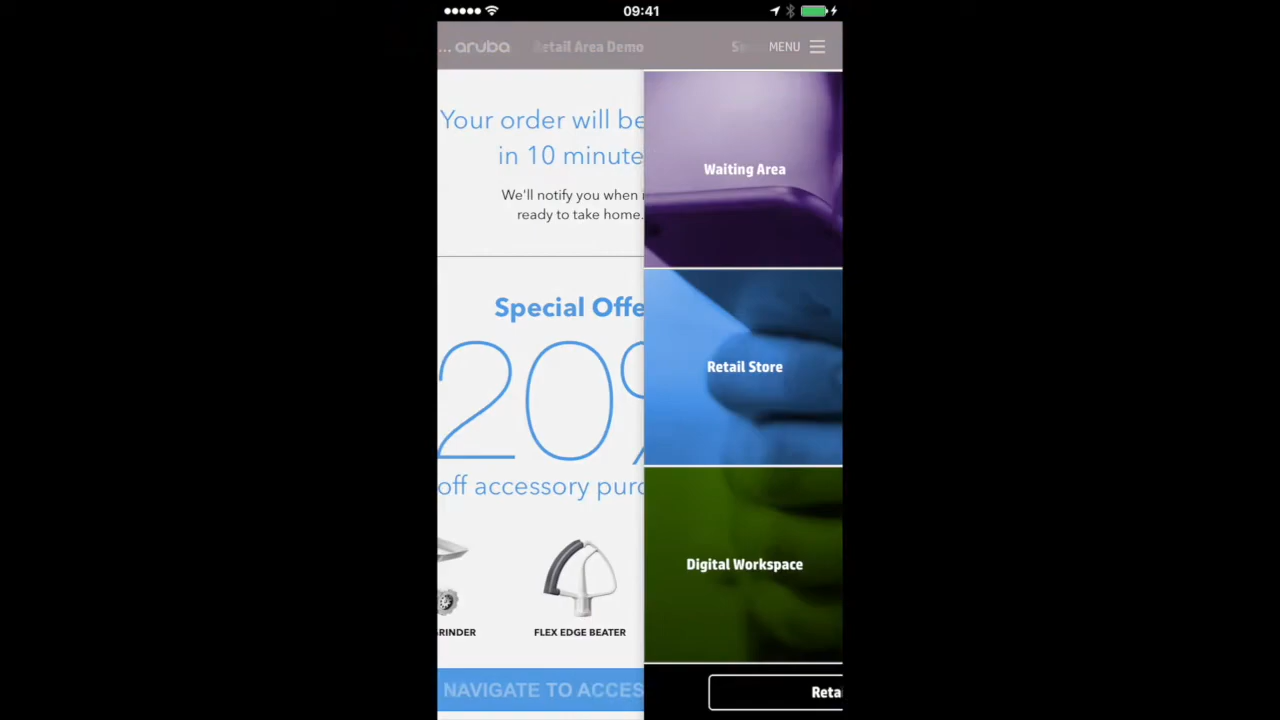 09:41
... aruba
Retail Area Demo
MENU
Your order will be
in 10 minute
We'll notify you when
ready to take home.
Special Offe
20%
off accessory purc
GRINDER
FLEX EDGE BEATER
NAVIGATE TO ACCES
Waiting Area
Retail Store
Digital Workspace
Reta